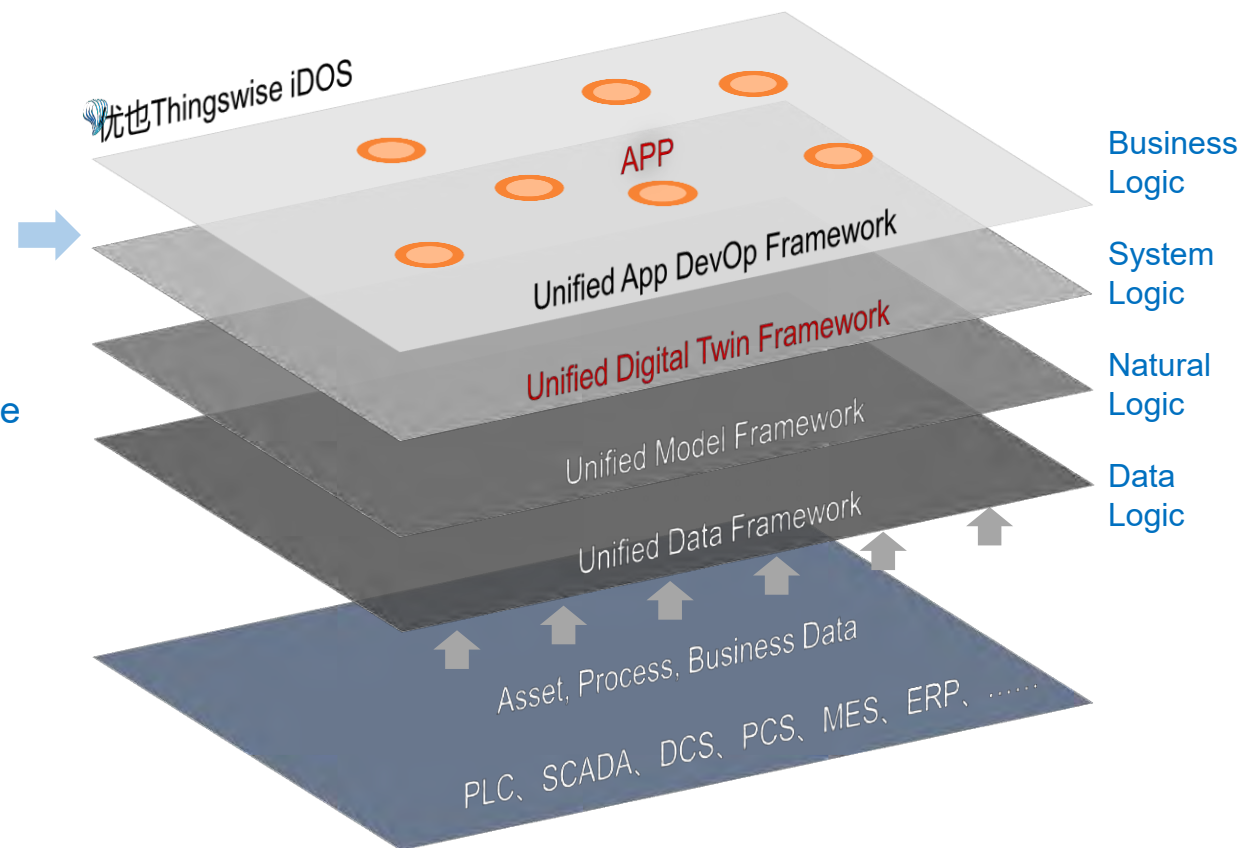 优也Thingswise iDOS
APP
Unified App DevOp Framework
Unified Digital Twin Framework
Unified Model Framework
Unified Data Framework
Asset, Process, Business Data
PLC、SCADA、DCS、PCS、MES、ERP、……
Business
Logic
System
Logic
Natural
Logic
Data
Logic
e